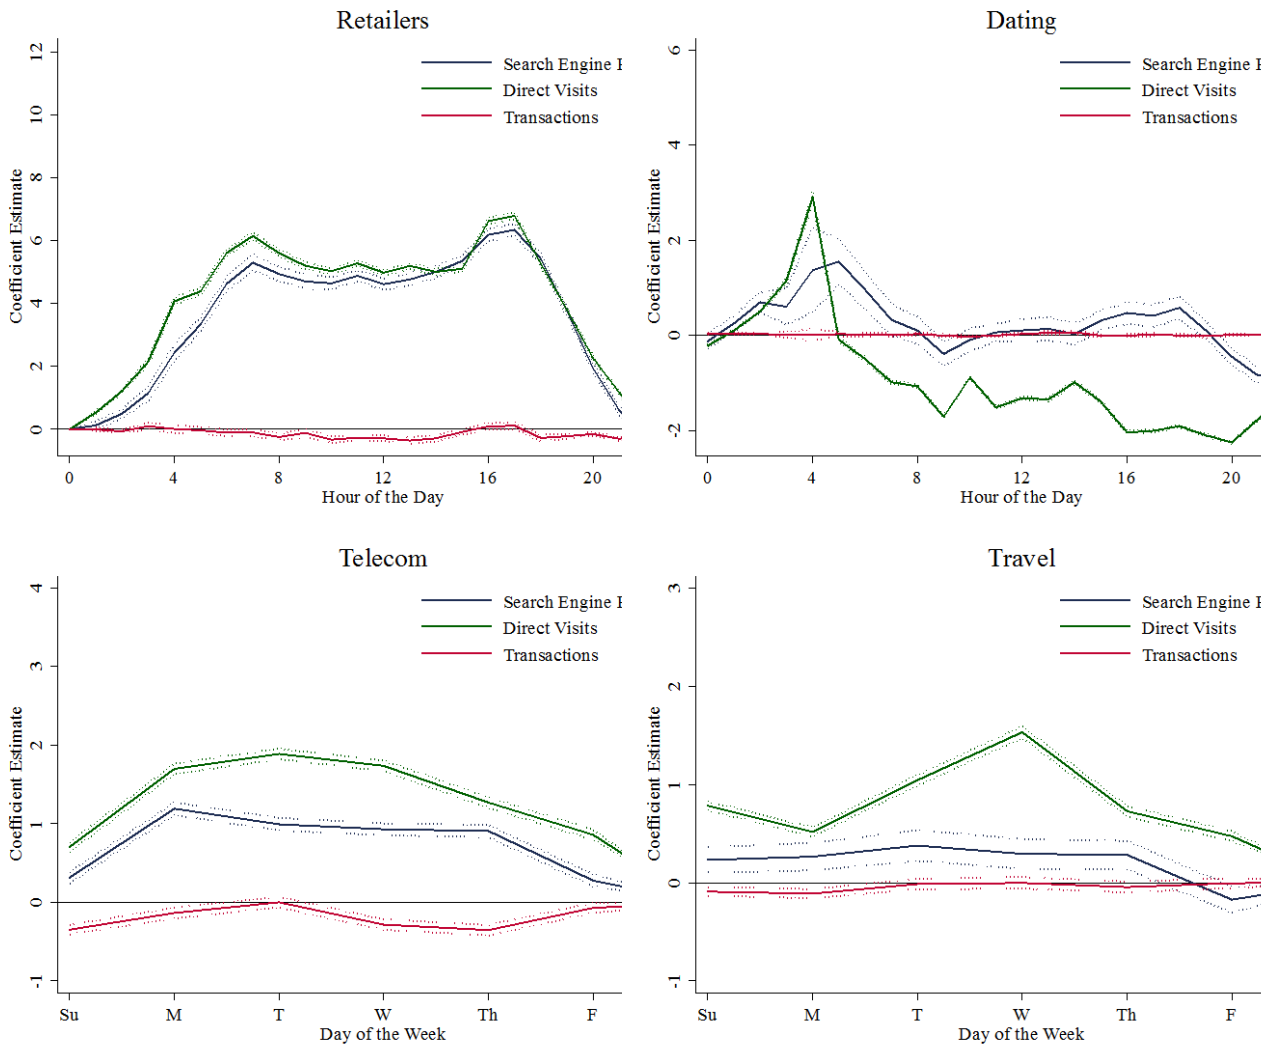 Retailers
Coefficient Estimate
12
10
8
6
4
2
0
Search Engine
Direct Visits
Transactions
0 4 8 12 16 20
Hour of the Day
Dating
Coefficient Estimate
6
4
2
0
-2
Search Engine
Direct Visits
Transactions
0 4 8 12 16 20
Hour of the Day
Telecom
Coefficient Estimate
4
3
2
1
0
-1
Search Engine
Direct Visits
Transactions
Su M T W Th F
Day of the Week
Travel
Coefficient Estimate
3
2
1
0
-1
Search Engine
Direct Visits
Transactions
Su M T W Th F
Day of the Week